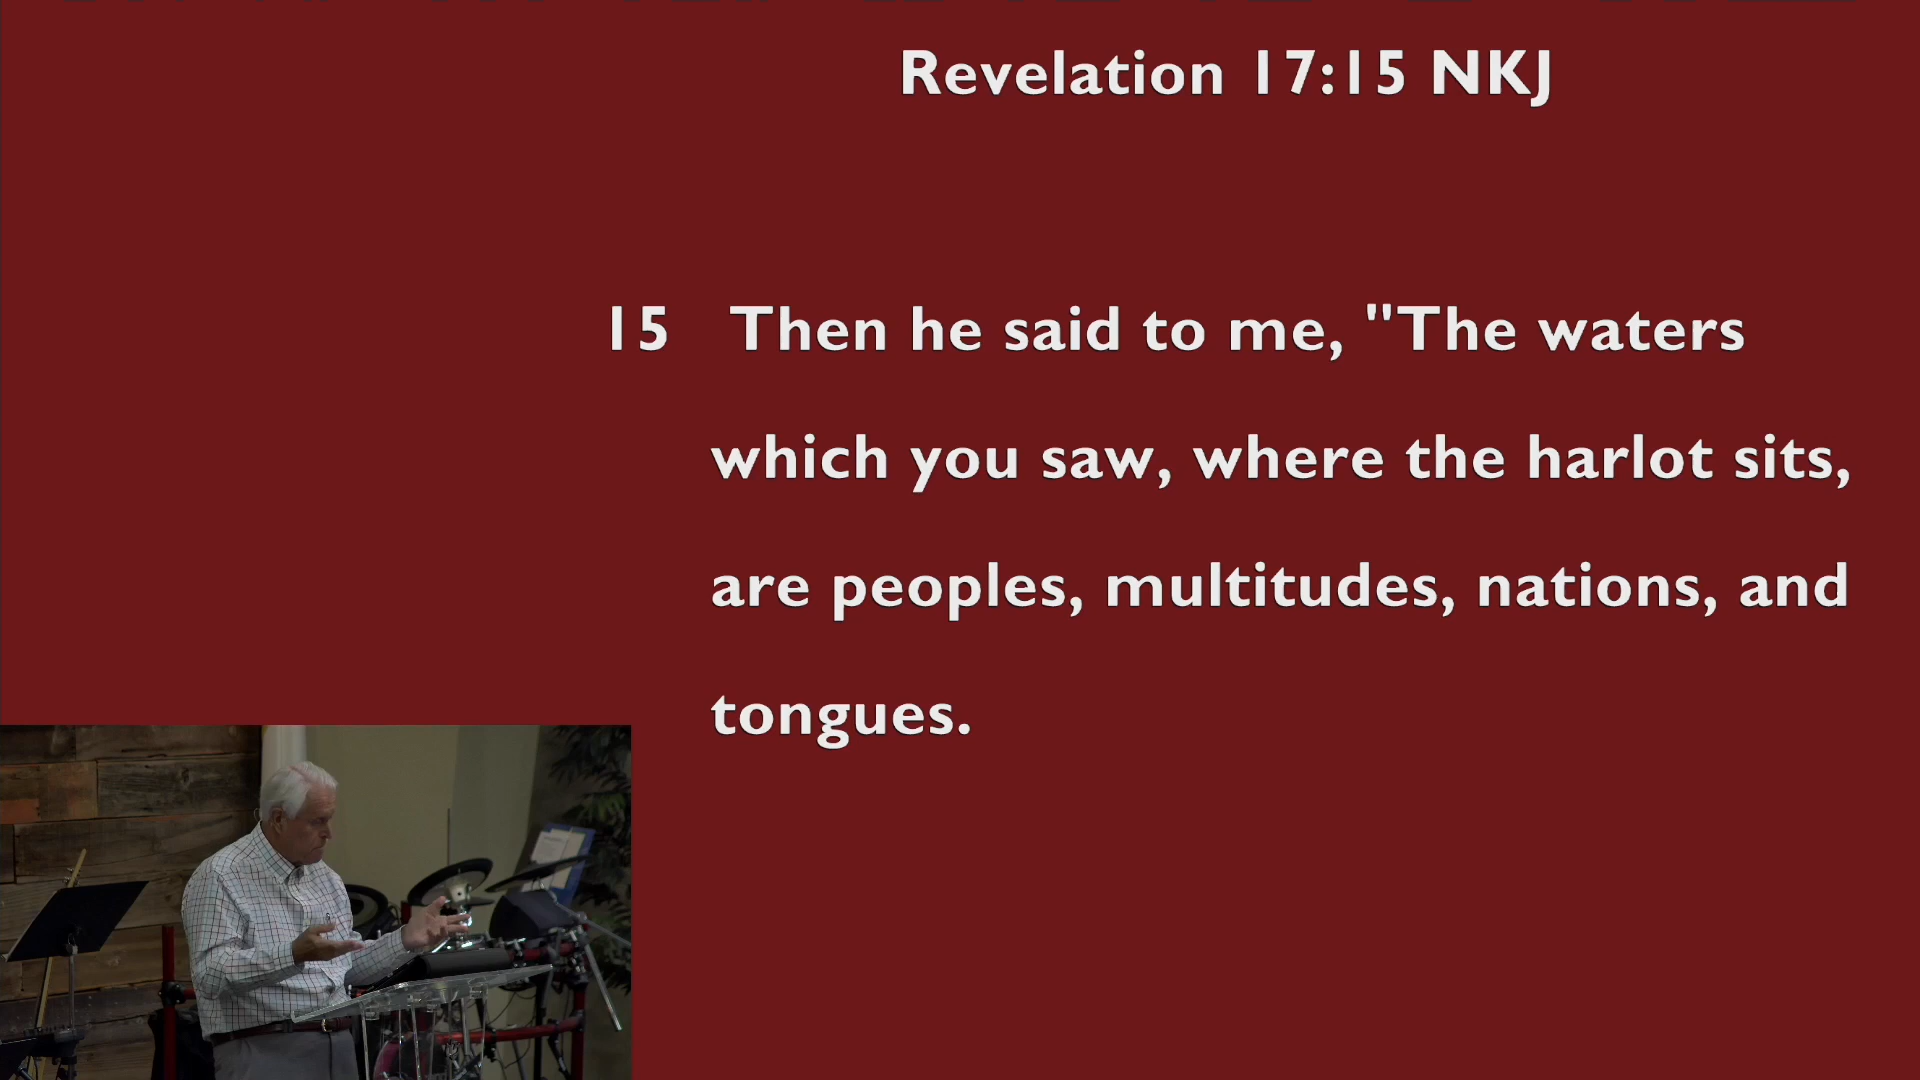 Revelation 17:15 NKJ
15 Then he said to me, "The waters
which you saw, where the harlot sits,
are peoples, multitudes, nations, and
tongues.